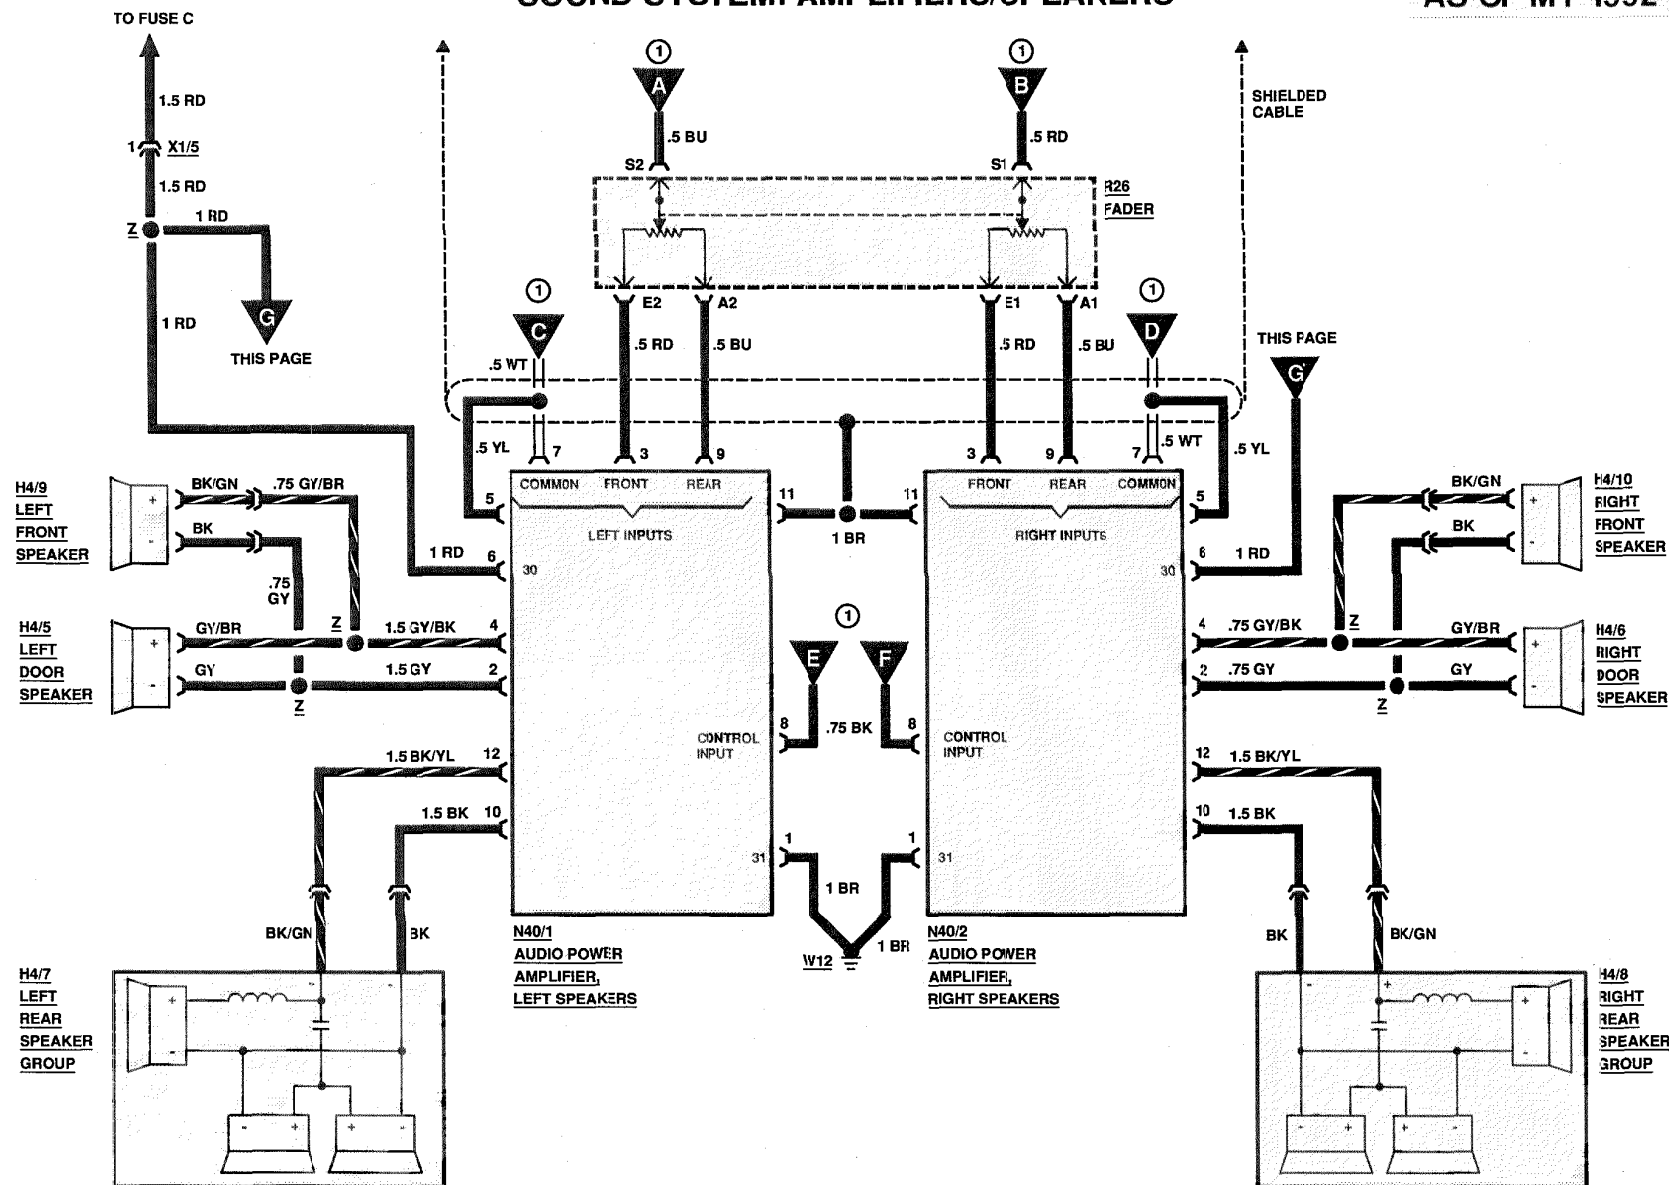 SOUND SYSTEM: AMPLIFIERS/SPEAKERS
AS OF MY 1992
TO FUSE C
1.5 RD
1 X1/5
1.5 RD
Z
1 RD
1 RD
G
THIS PAGE
1
A
.5 BU
S2
1
B
.5 RD
S1
SHIELDED
CABLE
R26
FADER
E2
A2
E1
A1
1
C
.5 WT
.5 RD
.5 BU
.5 RD
.5 BU
1
D
THIS PAGE
G
.5 YL
7
3
9
3
9
7
.5 WT
.5 YL
COMMON FRONT REAR
LEFT INPUTS
FRONT REAR COMMON
RIGHT INPUTS
5
11
11
5
1 BR
1 RD
6
30
30
6
1 RD
H4/9
LEFT
FRONT
SPEAKER
+
-
BK/GN
.75 GY/BR
BK
.75
GY
H4/5
LEFT
DOOR
SPEAKER
+
-
GY/BR
Z
1.5 GY/BK
4
GY
1.5 GY
2
Z
BK/GN
BK
+
-
H4/10
RIGHT
FRONT
SPEAKER
4
.75 GY/BK
Z
GY/BR
2
.75 GY
GY
Z
+
-
H4/6
RIGHT
DOOR
SPEAKER
1
E
F
CONTROL
INPUT
8
.75 BK
8
CONTROL
INPUT
1.5 BK/YL
12
1.5 BK
10
12
1.5 BK/YL
10
1.5 BK
31
1
1
31
1 BR
1 BR
W12
N40/1
AUDIO POWER
AMPLIFIER,
LEFT SPEAKERS
N40/2
AUDIO POWER
AMPLIFIER,
RIGHT SPEAKERS
BK/GN
BK
BK
BK/GN
H4/7
LEFT
REAR
SPEAKER
GROUP
+
-
- + + -
H4/8
RIGHT
REAR
SPEAKER
GROUP
- +
+
-
- + + -